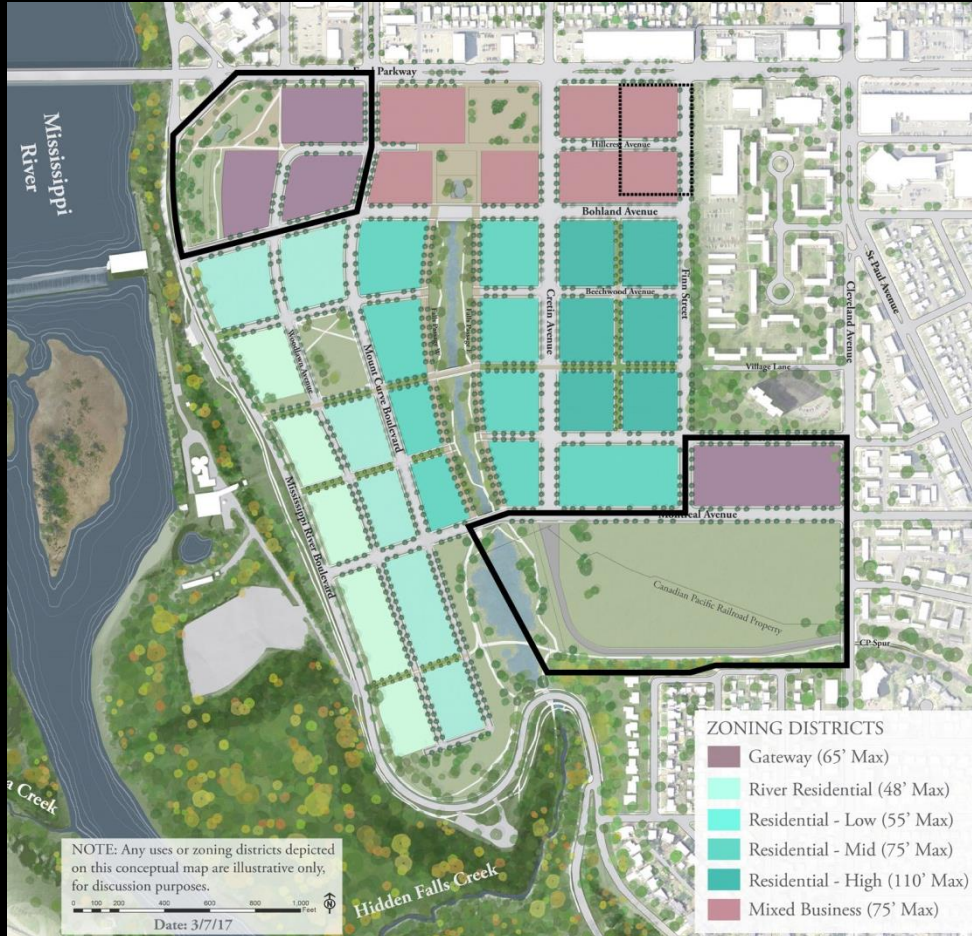 Parkway
Mississippi
River
Hillcrest Avenue
Bohland Avenue
Beechwood Avenue
Finn Street
Cretin Avenue
Cleveland Avenue
St Paul Avenue
Village Lane
Woodlawn Avenue
Mount Curve Boulevard
Mississippi River Boulevard
Montreal Avenue
Canadian Pacific Railroad Property
CP Spur
a Creek
Hidden Falls Creek
NOTE: Any uses or zoning districts depicted
on this conceptual map are illustrative only,
for discussion purposes.
0 100 200 400 600 800 1,000
Feet
N
Date: 3/7/17
ZONING DISTRICTS
Gateway (65' Max)
River Residential (48' Max)
Residential - Low (55' Max)
Residential - Mid (75' Max)
Residential - High (110' Max)
Mixed Business (75' Max)